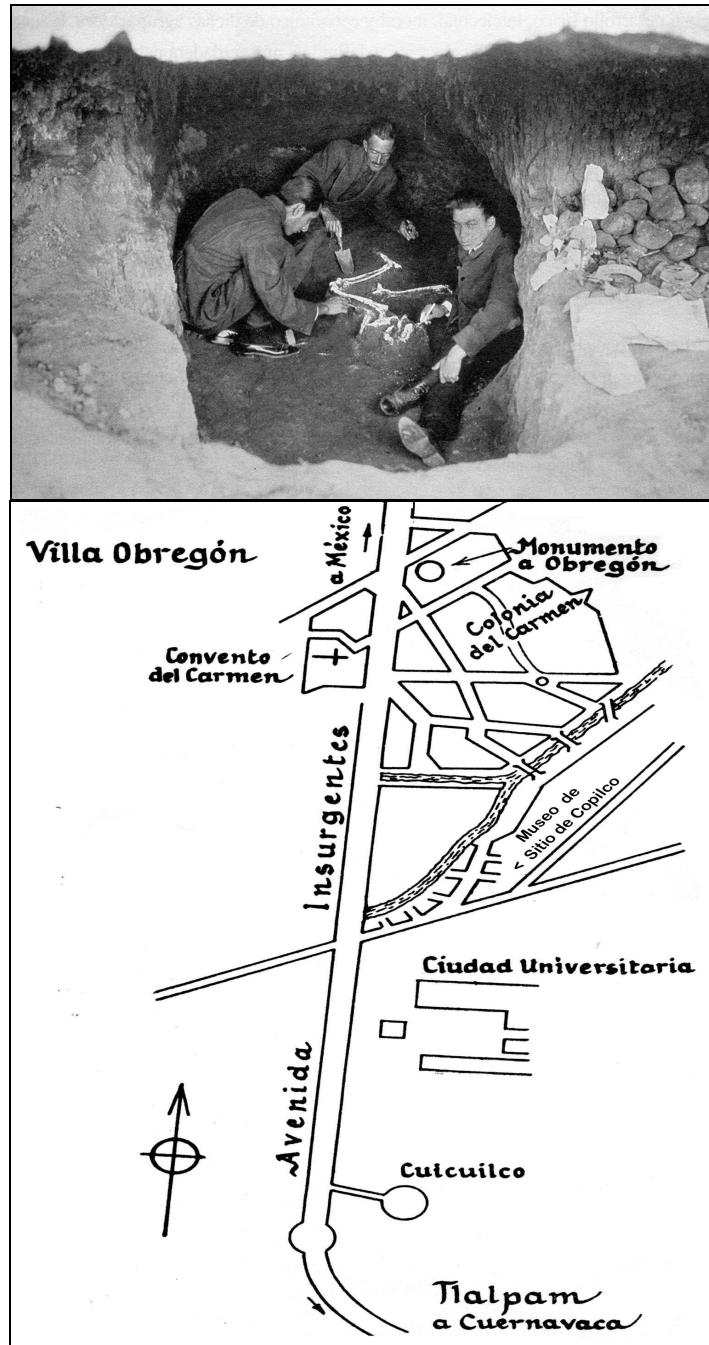 a México
Villa Obregón
Monumento
a Obregón
Colonia
del Carmen
Convento
del Carmen
Insurgentes
Museo de
< Sitio de Copilco
Ciudad Universitaria
Avenida
Cuicuilco
Tlalpam
a Cuernavaca